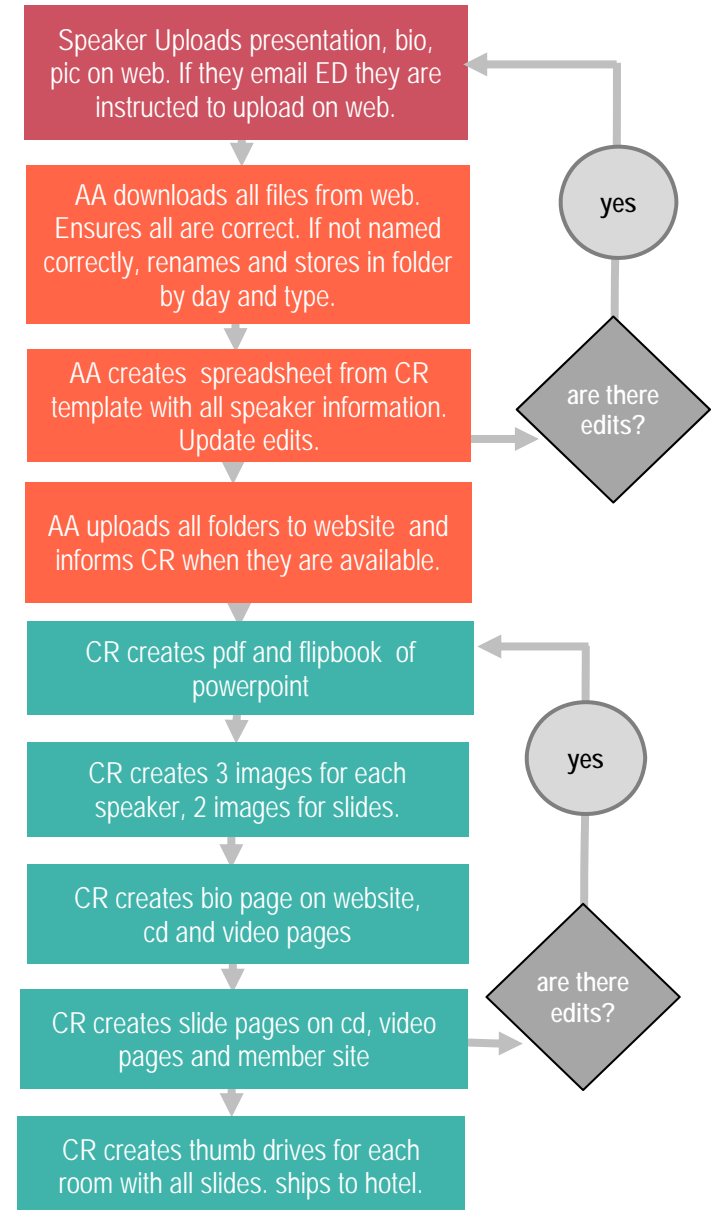 Speaker Uploads presentation, bio,
pic on web. If they email ED they are
instructed to upload on web.
yes
AA downloads all files from web.
Ensures all are correct. If not named
correctly, renames and stores in folder
by day and type.
AA creates spreadsheet from CR
template with all speaker information.
Update edits.
are there
edits?
AA uploads all folders to website and
informs CR when they are available.
CR creates pdf and flipbook of
powerpoint
yes
CR creates 3 images for each
speaker, 2 images for slides.
CR creates bio page on website,
cd and video pages
are there
edits?
CR creates slide pages on cd, video
pages and member site
CR creates thumb drives for each
room with all slides. ships to hotel.